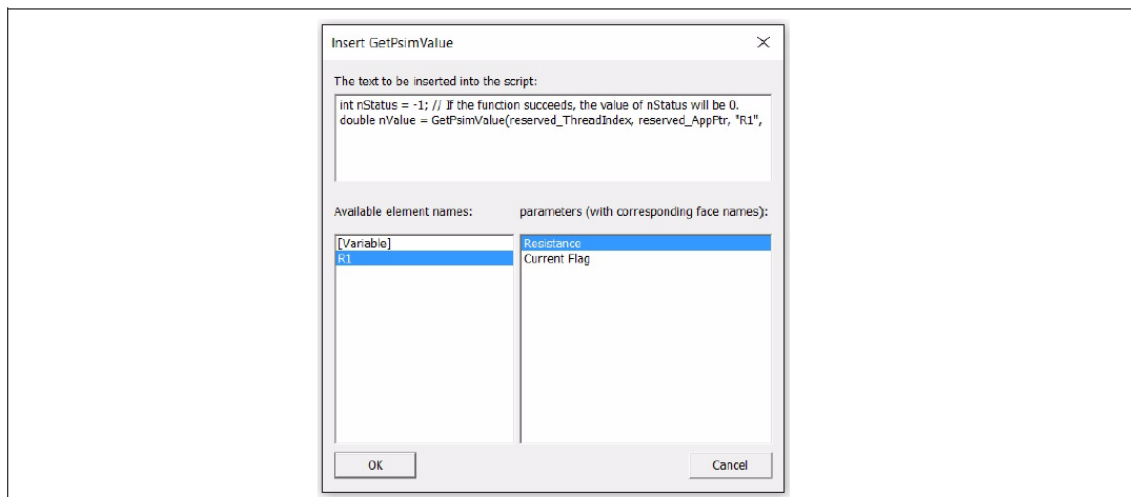 Insert GetPsimValue
The text to be inserted into the script:
int nStatus = -1; // If the function succeeds, the value of nStatus will be 0.
double nValue = GetPsimValue(reserved_ThreadIndex, reserved_AppPtr, "R1",
Available element names:
parameters (with corresponding face names):
[Variable]
R1
Resistance
Current Flag
OK
Cancel